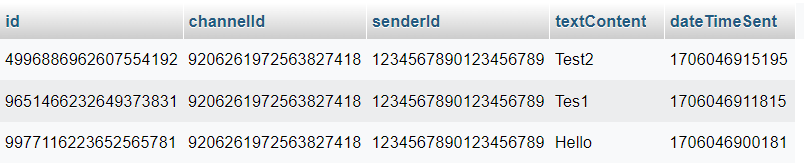 id channelId senderId textContent dateTimeSent
4996886962607554192 9206261972563827418 1234567890123456789 Test2 1706046915195
9651466232649373831 9206261972563827418 1234567890123456789 Tes1 1706046911815
9977116223652565781 9206261972563827418 1234567890123456789 Hello 1706046900181